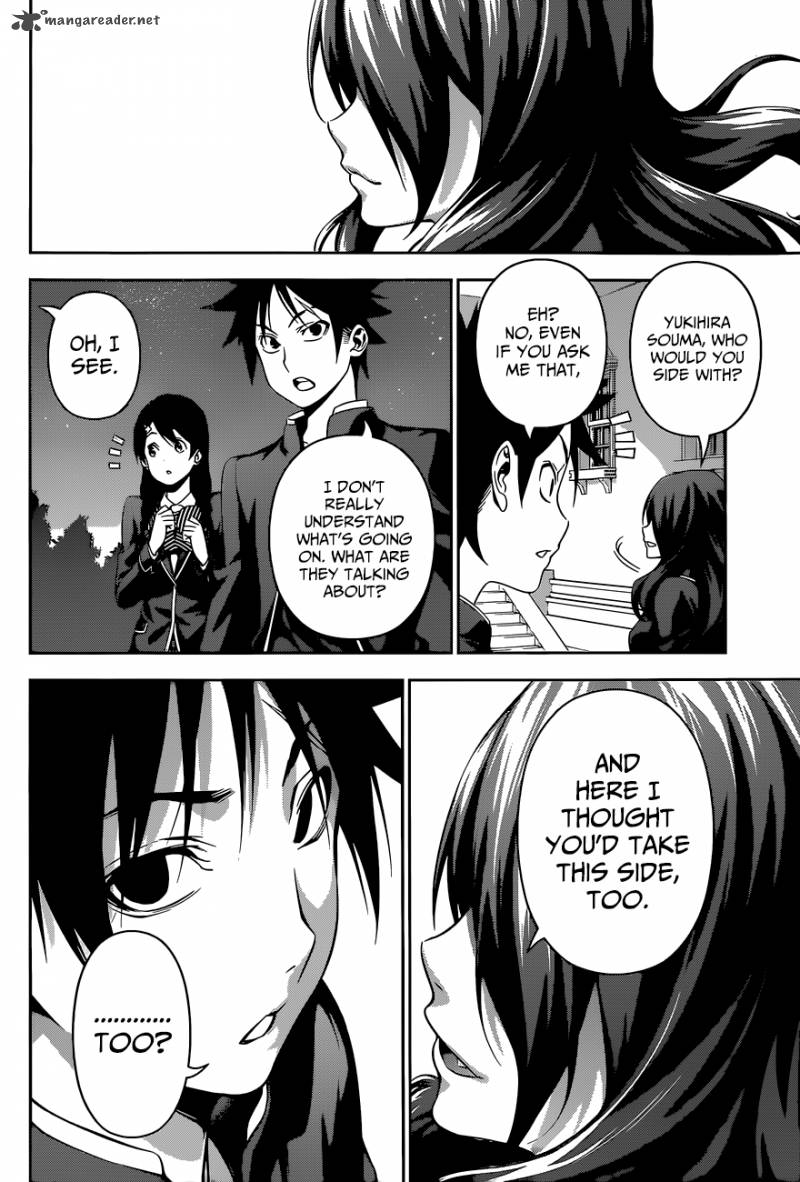 mangareader.net
YUKIHIRA
SOUMA, WHO
WOULD YOU
SIDE WITH?
EH?
NO, EVEN
IF YOU ASK
ME THAT,
I DON'T
REALLY
UNDERSTAND
WHAT'S GOING
ON. WHAT ARE
THEY TALKING
ABOUT?
OH, I
SEE.
AND
HERE I
THOUGHT
YOU'D TAKE
THIS SIDE,
TOO.
.............
TOO?